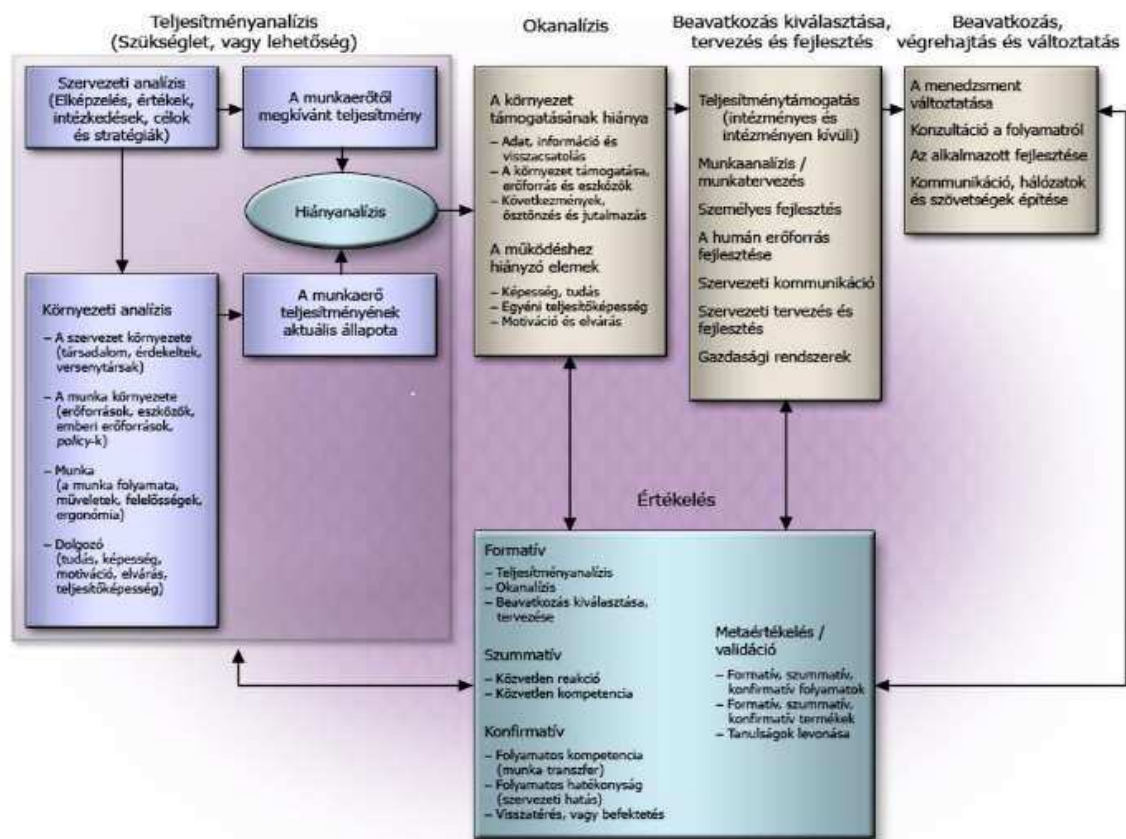 Teljesítményanalízis
(Szükséglet, vagy lehetőség)
Szervezeti analízis
(Elképzelés, értékek,
intézkedések, célok
és stratégiák)
A munkaerőtől
megkívánt teljesítmény
Hiányanalízis
Környezeti analízis
– A szervezet környezete
(társadalom, érdekeltek,
versenytársak)
– A munka környezete
(erőforrások, eszközök,
emberi erőforrások,
policy-k)
– Munka
(a munka folyamata,
műveletek, felelősségek,
ergonómia)
– Dolgozó
(tudás, képesség,
motiváció, elvárás,
teljesítőképesség)
A munkaerő
teljesítményének
aktuális állapota
Okanalízis
A környezet
támogatásának hiánya
– Adat, információ és
visszacsatolás
– A környezet támogatása,
erőforrás és eszközök
– Következmények,
ösztönzés és jutalmazás
A működéshez
hiányzó elemek
– Képesség, tudás
– Egyéni teljesítőképesség
– Motiváció és elvárás
Beavatkozás kiválasztása,
tervezés és fejlesztés
Teljesítménytámogatás
(intézményes és
intézményen kívüli)
Munkaanalízis /
munkatervezés
Személyes fejlesztés
A humán erőforrás
fejlesztése
Szervezeti kommunikáció
Szervezeti tervezés és
fejlesztés
Gazdasági rendszerek
Beavatkozás,
végrehajtás és változtatás
A menedzsment
változtatása
Konzultáció a folyamatról
Az alkalmazott fejlesztése
Kommunikáció, hálózatok
és szövetségek építése
Értékelés
Formatív
– Teljesítményanalízis
– Okanalízis
– Beavatkozás kiválasztása,
tervezése
Szummatív
– Közvetlen reakció
– Közvetlen kompetencia
Konfirmatív
– Folyamatos kompetencia
(munka transzfer)
– Folyamatos hatékonyság
(szervezeti hatás)
– Visszatérés, vagy befektetés
Metaértékelés /
validáció
– Formatív, szummatív,
konfirmatív folyamatok
– Formatív, szummatív,
konfirmatív termékek
– Tanulságok levonása